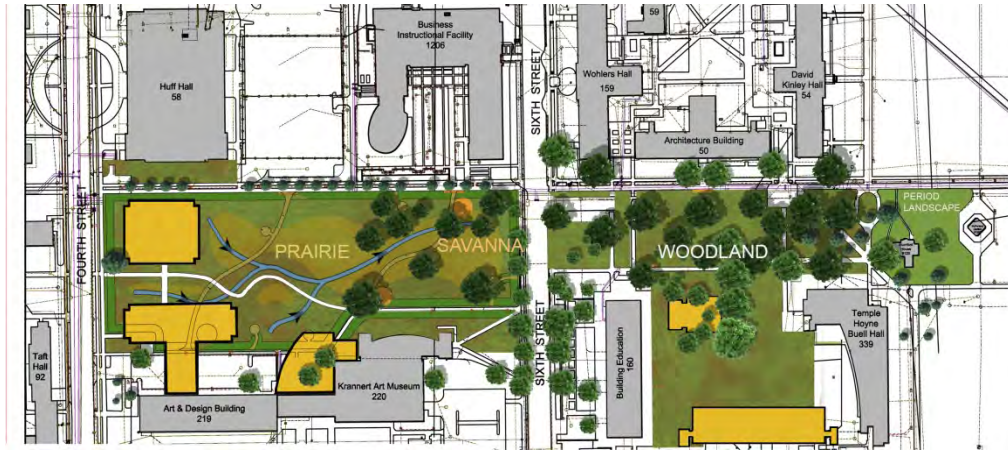 59
Business
Instructional Facility
1206
Huff Hall
58
Wohlers Hall
159
David
Kinley Hall
54
Architecture Building
50
SIXTH STREET
FOURTH STREET
PERIOD
LANDSCAPE
PRAIRIE
SAVANNA
WOODLAND
Taft
Hall
92
Art & Design Building
219
Krannert Art Museum
220
SIXTH STREET
Building Education
160
Temple
Hoyne
Buell Hall
339